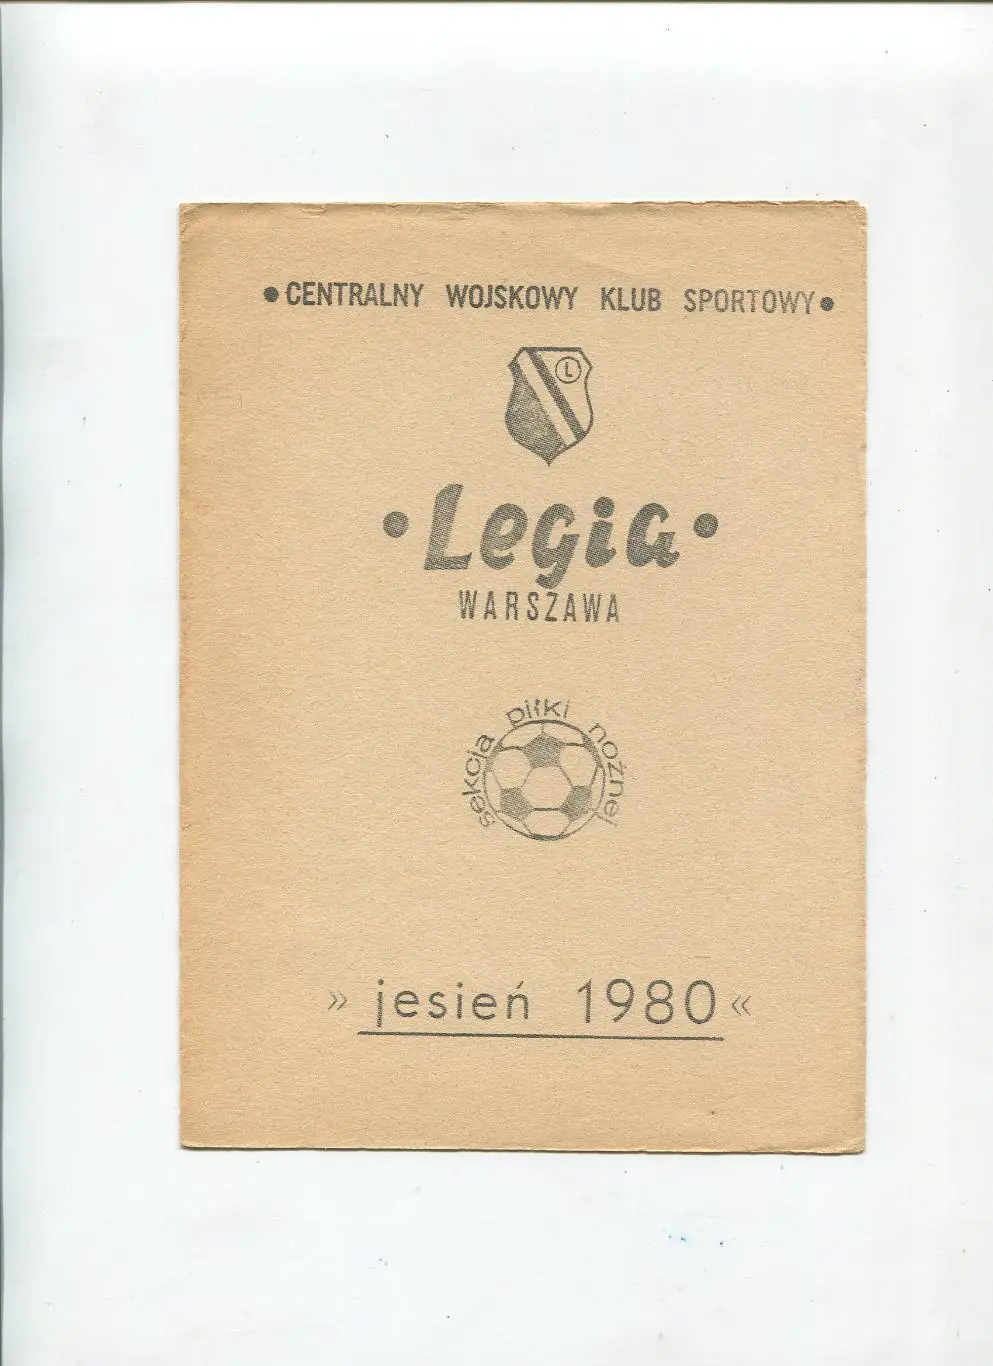 • CENTRALNY WOJSKOWY KLUB SPORTOWY •
L
• Legia •
WARSZAWA
sekcja piłki nożnej
» jesień 1980 «